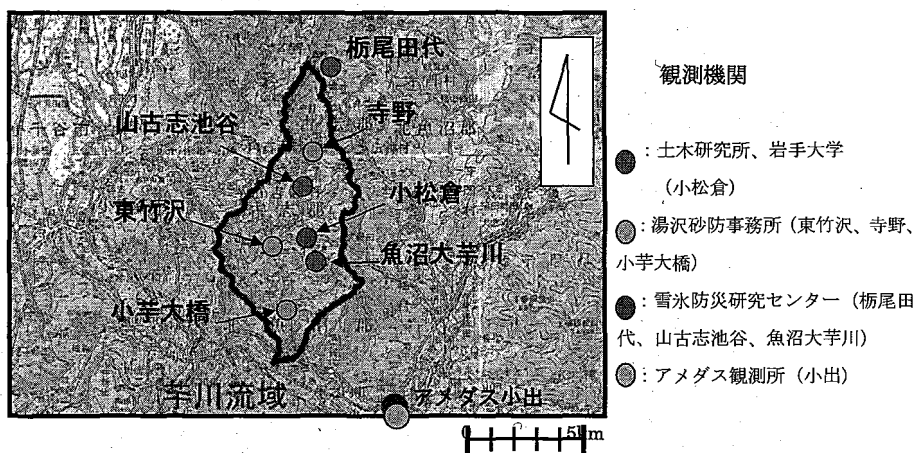 栃尾田代
寺野
山古志池谷
小松倉
東竹沢
魚沼大芋川
小芋大橋
芋川流域
アメダス小出
0 5km
観測機関
：土木研究所、岩手大学
（小松倉）
：湯沢砂防事務所（東竹沢、寺野、
小芋大橋）
：雪氷防災研究センター（栃尾田
代、山古志池谷、魚沼大芋川）
：アメダス観測所（小出）